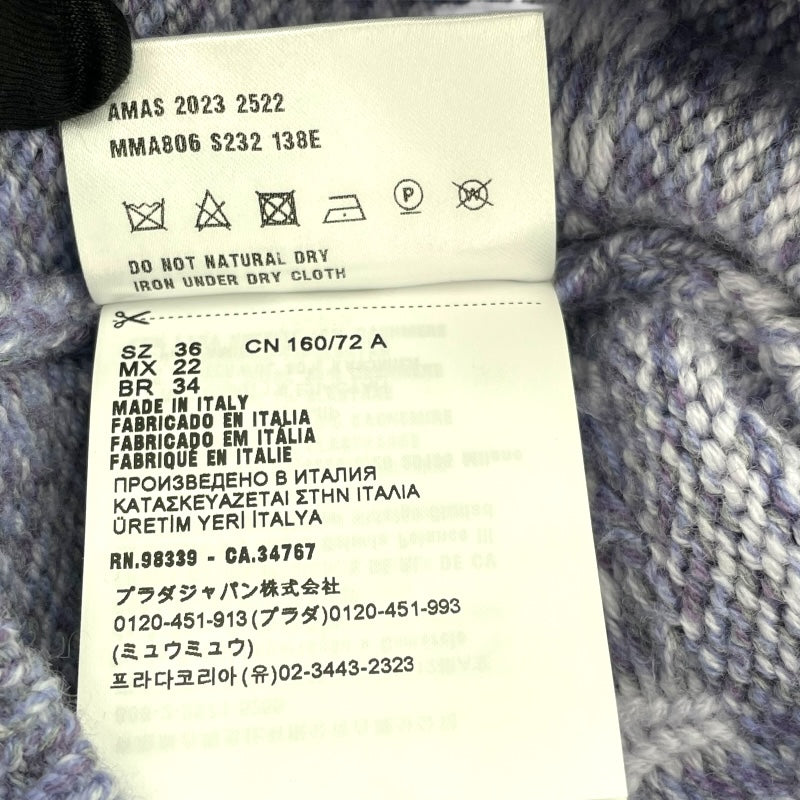 AMAS 2023 2522
MMA806 S232 138E
P
W
DO NOT NATURAL DRY
IRON UNDER DRY CLOTH
SZ 36 CN 160/72 A
MX 22
BR 34
MADE IN ITALY
FABRICADO EN ITALIA
FABRICADO EM ITÁLIA
FABRIQUÉ EN ITALIE
ПРОИЗВЕДЕНО В ИТАЛИЯ
ΚΑΤΑΣΚΕΥΑΖΕΤΑΙ ΣΤΗΝ ΙΤΑΛΙΑ
ÜRETİM YERİ İTALYA
RN.98339 - CA.34767
プラダジャパン株式会社
0120-451-913(プラダ)0120-451-993
(ミュウミュウ)
프라다코리아(유)02-3443-2323